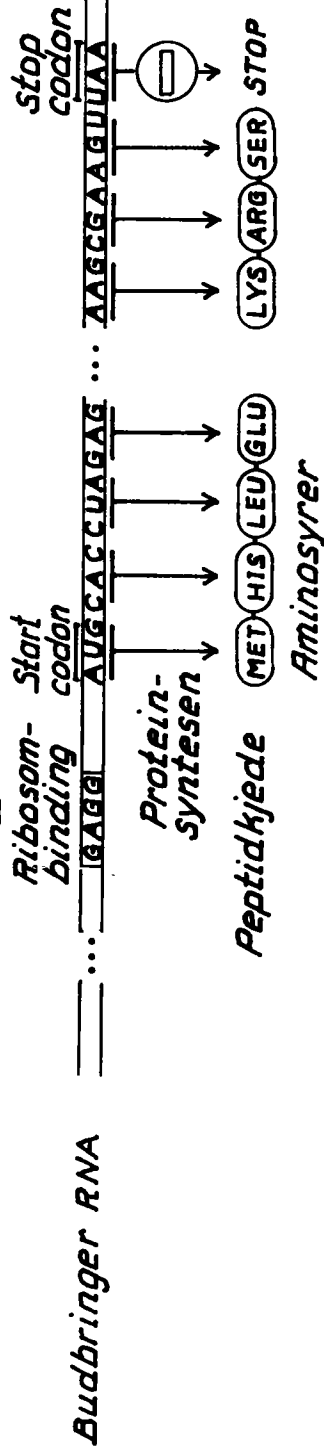 Ribosom-
binding
Start
codon
Stop
codon
Budbringer RNA
... GAGG AUGCACCUAGAG ... AAGCGAAGUUAA
Protein-
syntesen
Peptidkjede
MET HIS LEU GLU LYS ARG SER STOP
Aminosyrer